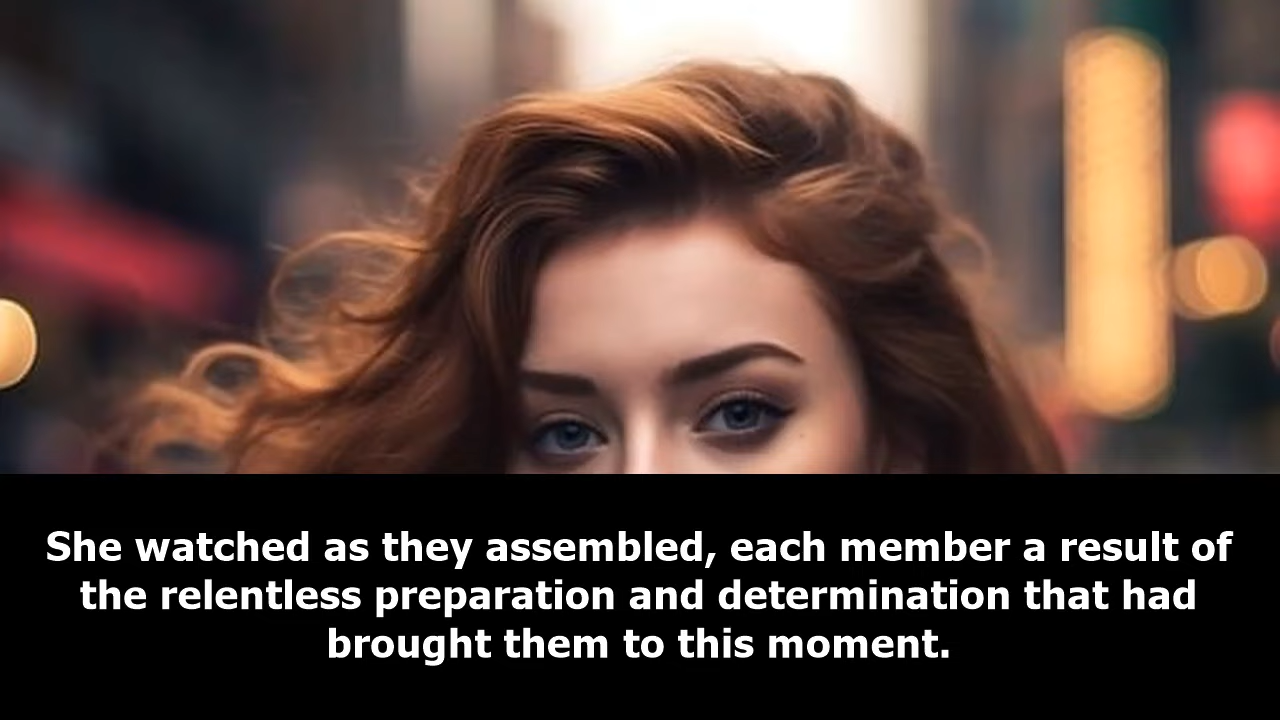 She watched as they assembled, each member a result of
the relentless preparation and determination that had
brought them to this moment.